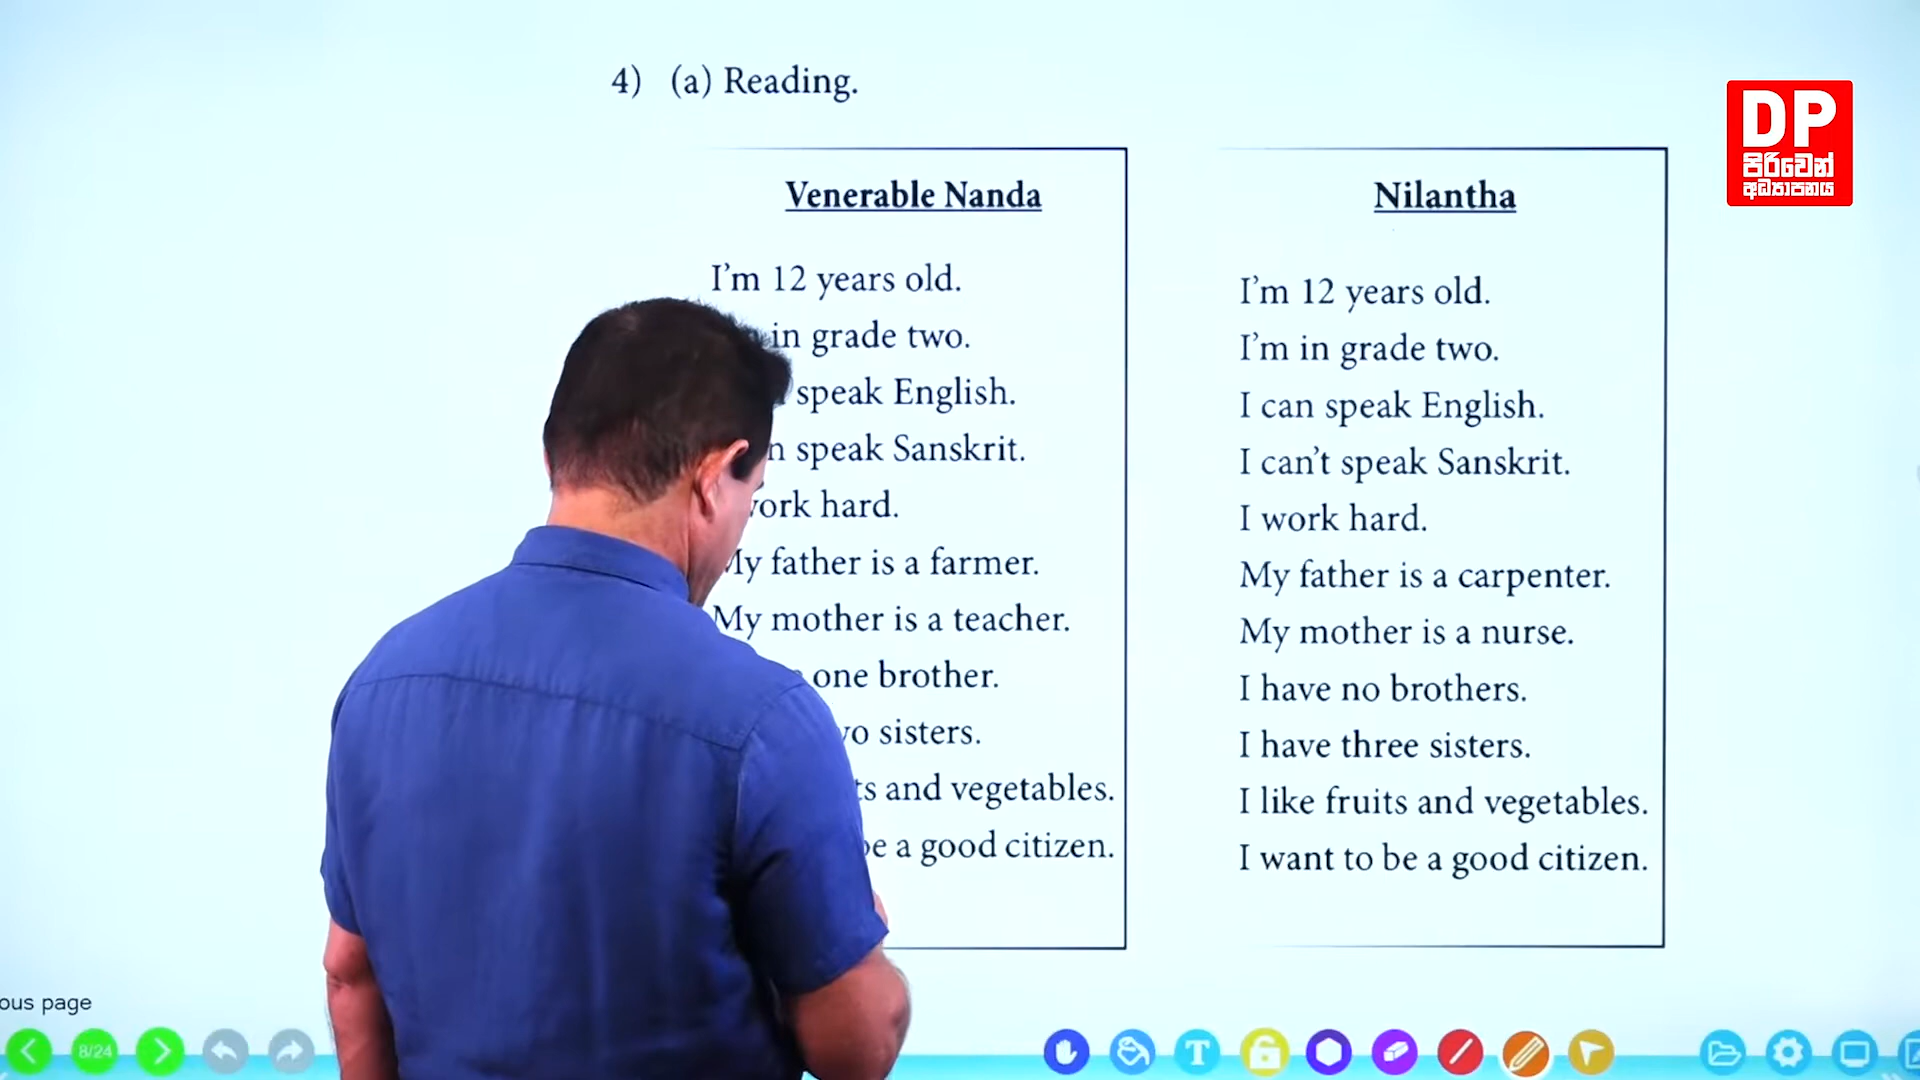 4) (a) Reading.
DP
පිරිවෙන්
අධ්‍යාපනය
Venerable Nanda
I'm 12 years old.
in grade two.
speak English.
speak Sanskrit.
hard.
My father is a farmer.
My mother is a teacher.
one brother.
sisters.
and vegetables.
a good citizen.
Nilantha
I'm 12 years old.
I'm in grade two.
I can speak English.
I can't speak Sanskrit.
I work hard.
My father is a carpenter.
My mother is a nurse.
I have no brothers.
I have three sisters.
I like fruits and vegetables.
I want to be a good citizen.
page
8/24
T